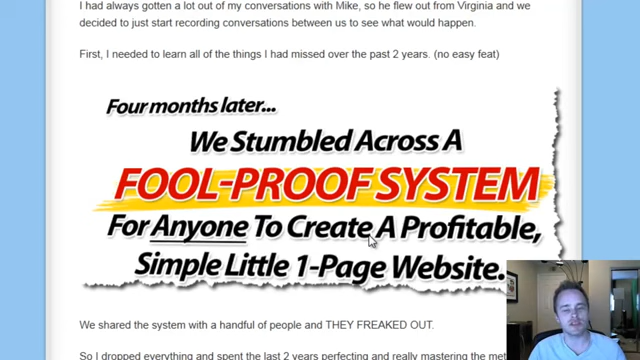 I had always gotten a lot out of my conversations with Mike, so he flew out from Virginia and we
decided to just start recording conversations between us to see what would happen.
First, I needed to learn all of the things I had missed over the past 2 years. (no easy feat)
Four months later...
We Stumbled Across A
FOOL-PROOF SYSTEM
For Anyone To Create A Profitable,
Simple Little 1-Page Website.
We shared the system with a handful of people and THEY FREAKED OUT.
So I dropped everything and spent the last 2 years perfecting and really mastering the